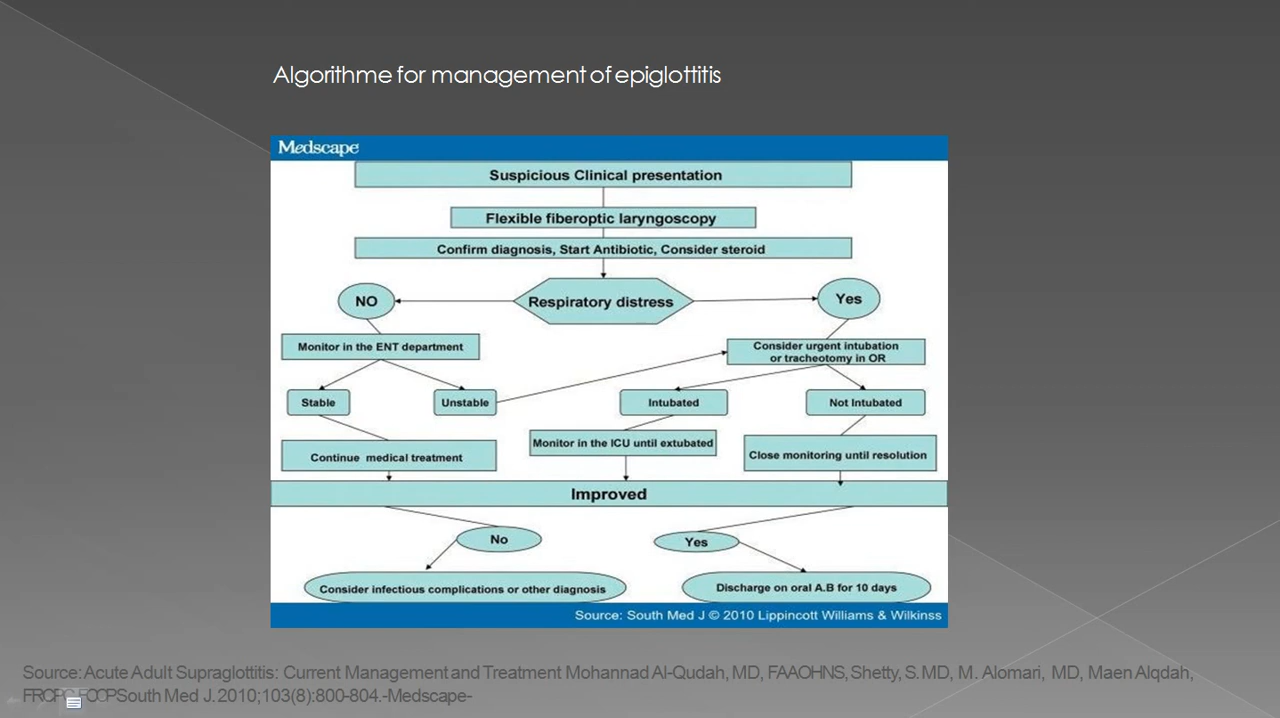 Algorithme for management of epiglottitis
Medscape
Suspicious Clinical presentation
Flexible fiberoptic laryngoscopy
Confirm diagnosis, Start Antibiotic, Consider steroid
NO
Respiratory distress
Yes
Monitor in the ENT department
Consider urgent intubation
or tracheotomy in OR
Stable
Unstable
Intubated
Not Intubated
Continue medical treatment
Monitor in the ICU until extubated
Close monitoring until resolution
Improved
No
Yes
Consider infectious complications or other diagnosis
Discharge on oral A.B for 10 days
Source: South Med J © 2010 Lippincott Williams & Wilkinss
Source: Acute Adult Supraglottitis: Current Management and Treatment Mohannad Al-Qudah, MD, FAAOHNS, Shetty, S. MD, M. Alomari, MD, Maen Alqdah,
South Med J. 2010;103(8):800-804.-Medscape-